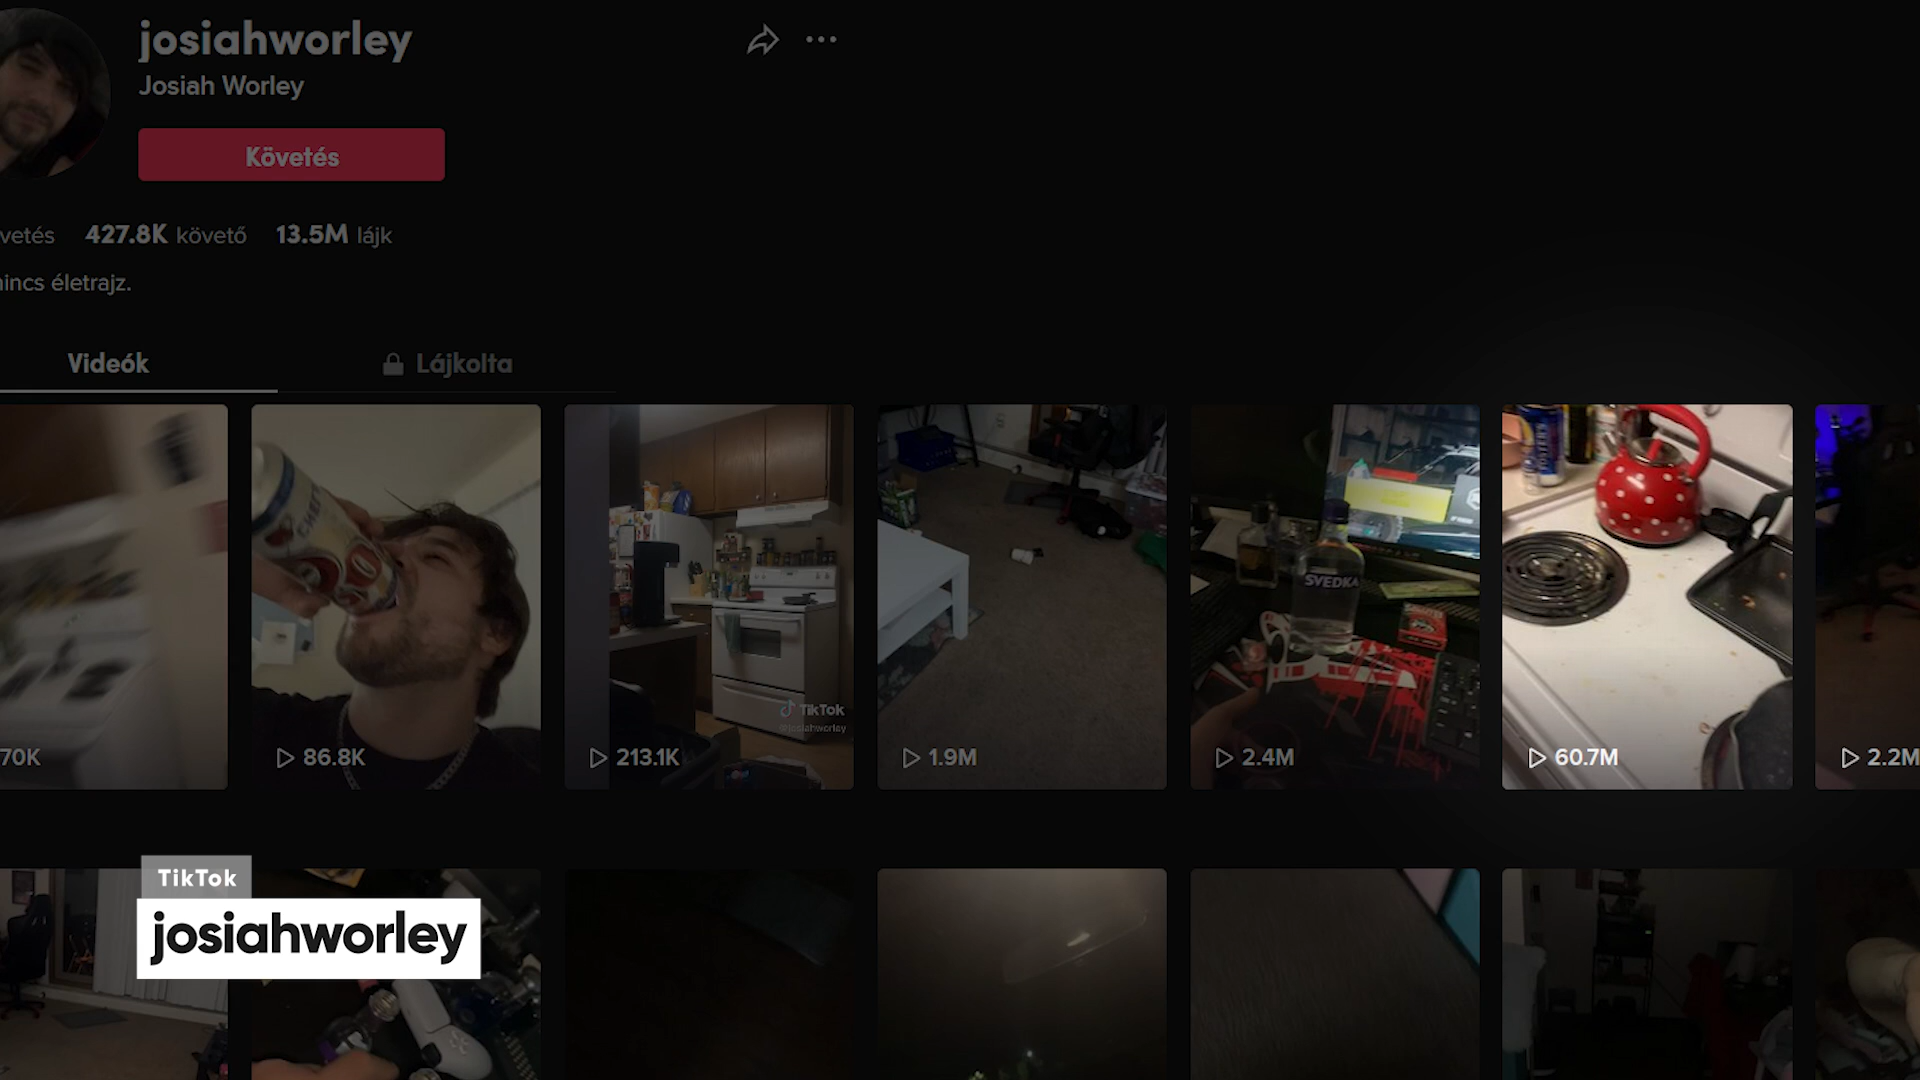 josiahworley
Josiah Worley
Követés
vetés 427.8K követő 13.5M lájk
nincs életrajz.
Videók Lájkolta
SVEDKA
TikTok
@josiahworley
70K 86.8K 213.1K 1.9M 2.4M 60.7M 2.2M
TikTok
josiahworley